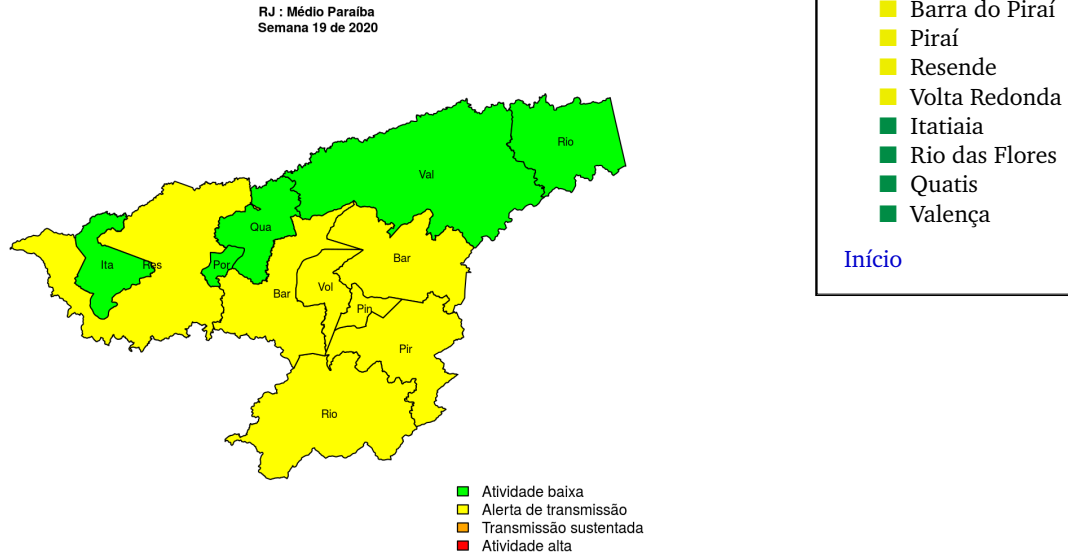 RJ : Médio Paraíba
Semana 19 de 2020
Rio
Val
Qua
Ita
Res
Por
Bar
Bar
Vol
Pin
Pir
Rio
Atividade baixa
Alerta de transmissão
Transmissão sustentada
Atividade alta
Barra do Piraí
Piraí
Resende
Volta Redonda
Itatiaia
Rio das Flores
Quatis
Valença
Início